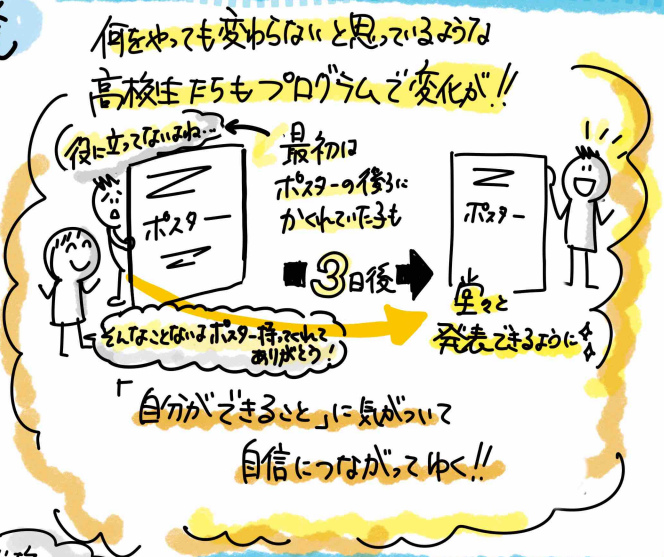 何をやっても変わらないと思っているような
高校生たちもプログラムで変化が!!
役に立ってないよね…
最初は
ポスターの後ろに
かくれていた子も
ポスター
3日後
ポスター
堂々と
発表できるように
そんなことないよポスター持ってくれて
ありがとう!
「自分ができること」に気がついて
自信につながってゆく!!